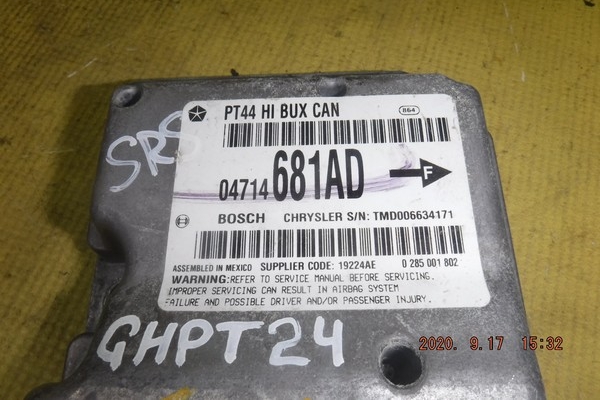 PT44 HI BUX CAN
864
SRS
04714 681AD
F
BOSCH CHRYSLER S/N: TMD006634171
ASSEMBLED IN MEXICO SUPPLIER CODE: 19224AE 0 285 001 802
WARNING:REFER TO SERVICE MANUAL BEFORE SERVICING.
IMPROPER SERVICING CAN RESULT IN AIRBAG SYSTEM
FAILURE AND POSSIBLE DRIVER AND/OR PASSENGER INJURY.
GHPT24
2020. 9.17 15:32